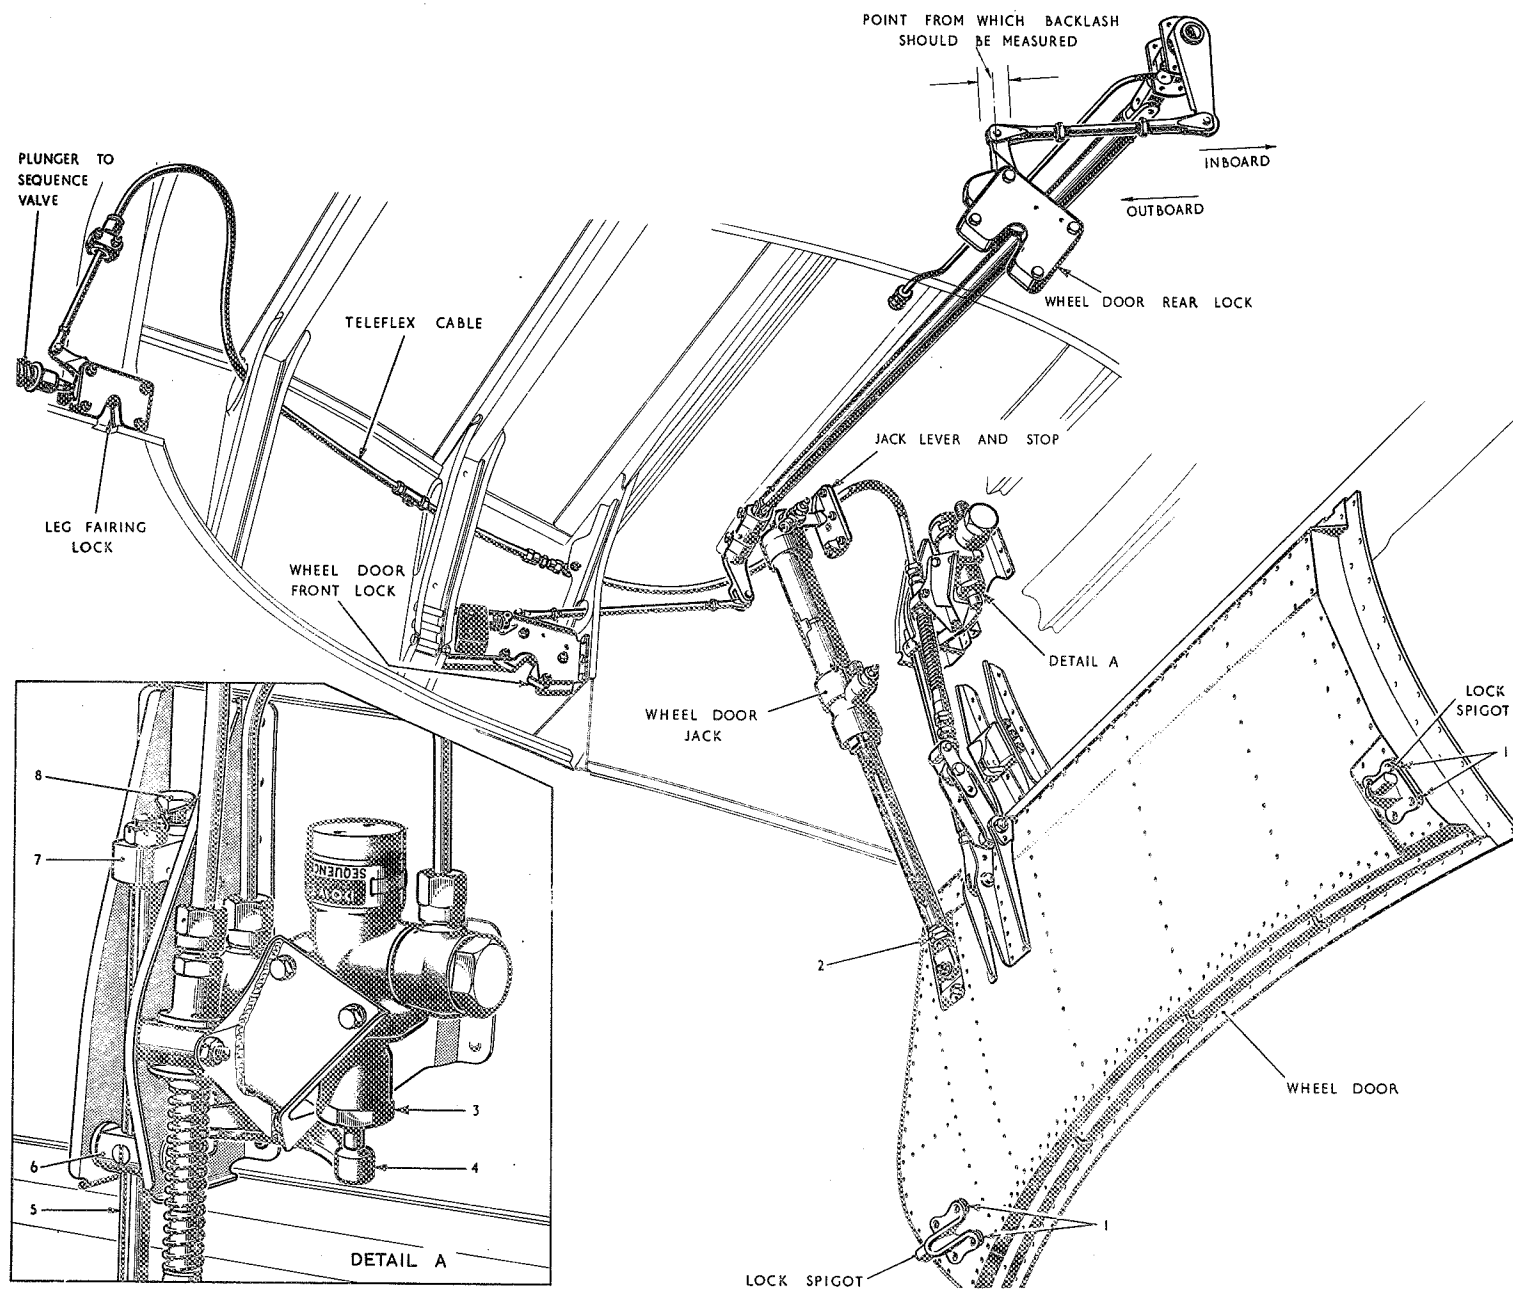 POINT FROM WHICH BACKLASH
SHOULD BE MEASURED
INBOARD
OUTBOARD
PLUNGER TO
SEQUENCE
VALVE
TELEFLEX CABLE
WHEEL DOOR REAR LOCK
JACK LEVER AND STOP
LEG FAIRING
LOCK
WHEEL DOOR
FRONT LOCK
DETAIL A
WHEEL DOOR
JACK
LOCK
SPIGOT
1
8
7
SEQUENC
2
3
WHEEL DOOR
6
4
5
1
DETAIL A
LOCK SPIGOT